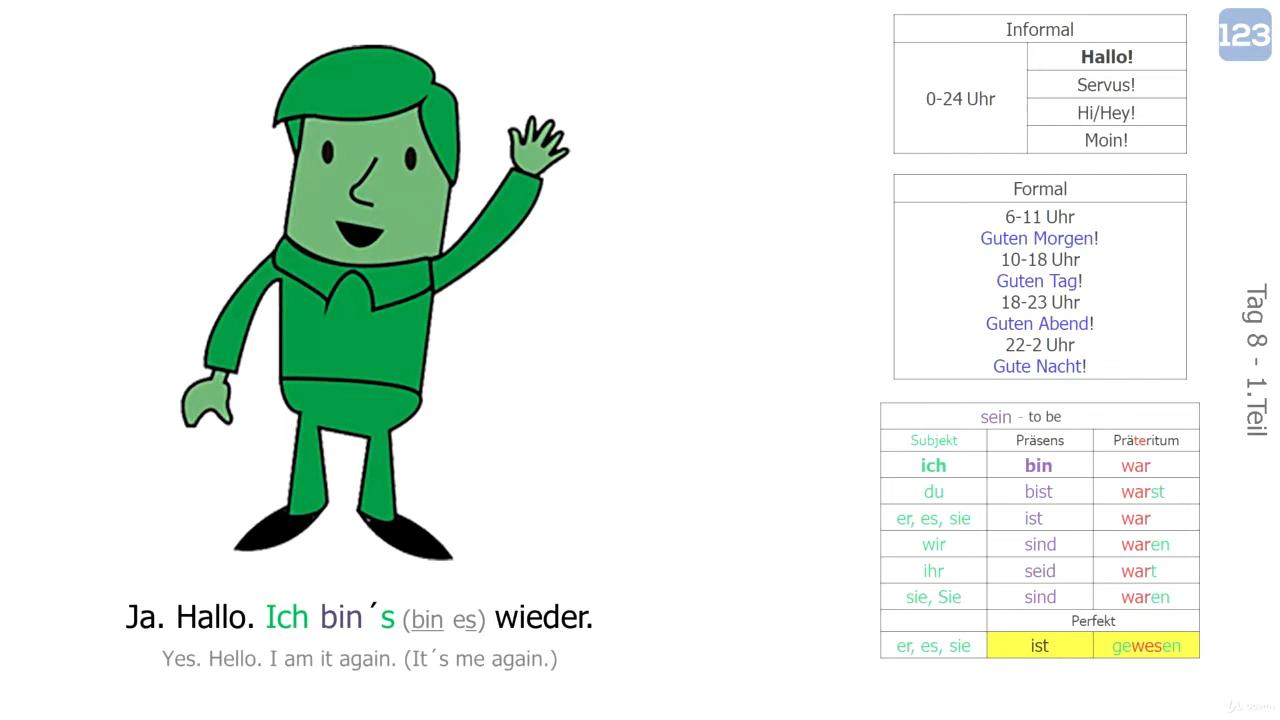 123
Informal
0-24 Uhr
Hallo!
Servus!
Hi/Hey!
Moin!
Formal
6-11 Uhr
Guten Morgen!
10-18 Uhr
Guten Tag!
18-23 Uhr
Guten Abend!
22-2 Uhr
Gute Nacht!
Tag 8 - 1.Teil
sein - to be
Subjekt Präsens Präteritum
ich bin war
du bist warst
er, es, sie ist war
wir sind waren
ihr seid wart
sie, Sie sind waren
Perfekt
er, es, sie ist gewesen
Ja. Hallo. Ich bin´s (bin es) wieder.
Yes. Hello. I am it again. (It´s me again.)